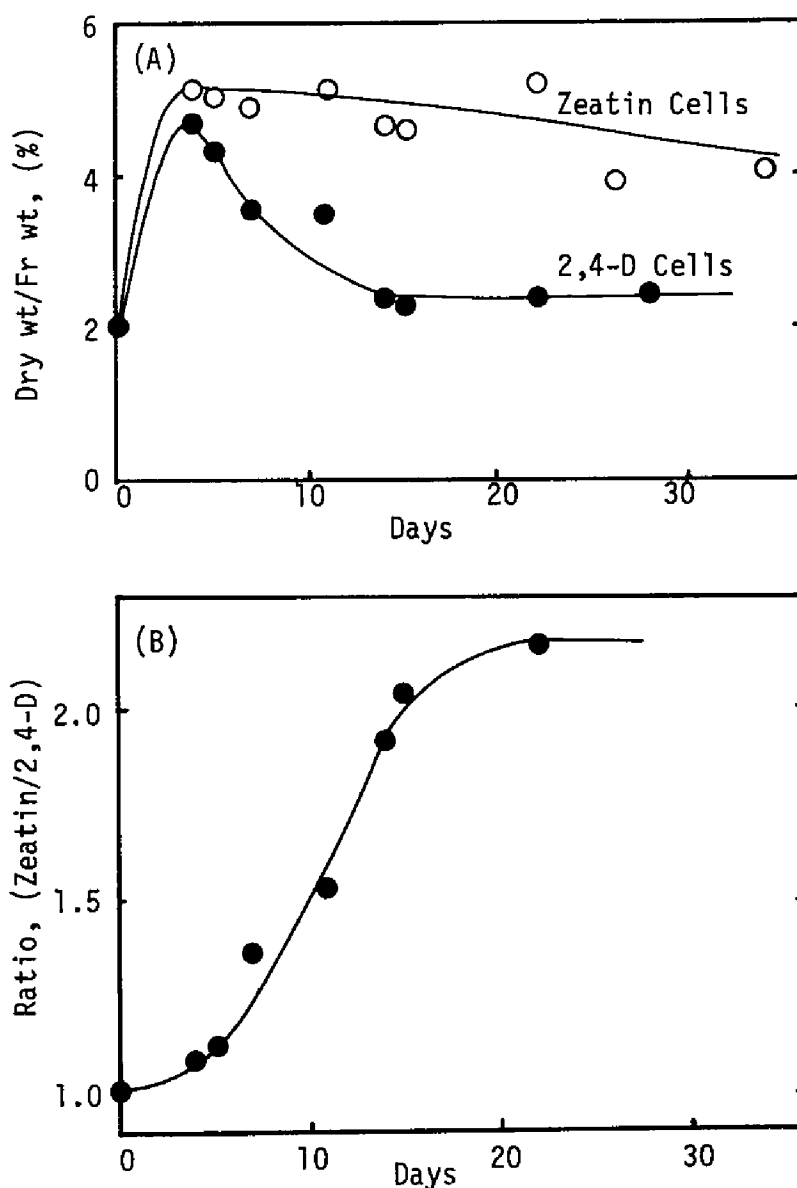 6
(A)
Zeatin Cells
4
2,4-D Cells
2
0
Dry wt/Fr wt, (%)
0 10 20 30
Days
(B)
2.0
1.5
1.0
Ratio, (Zeatin/2,4-D)
0 10 20 30
Days